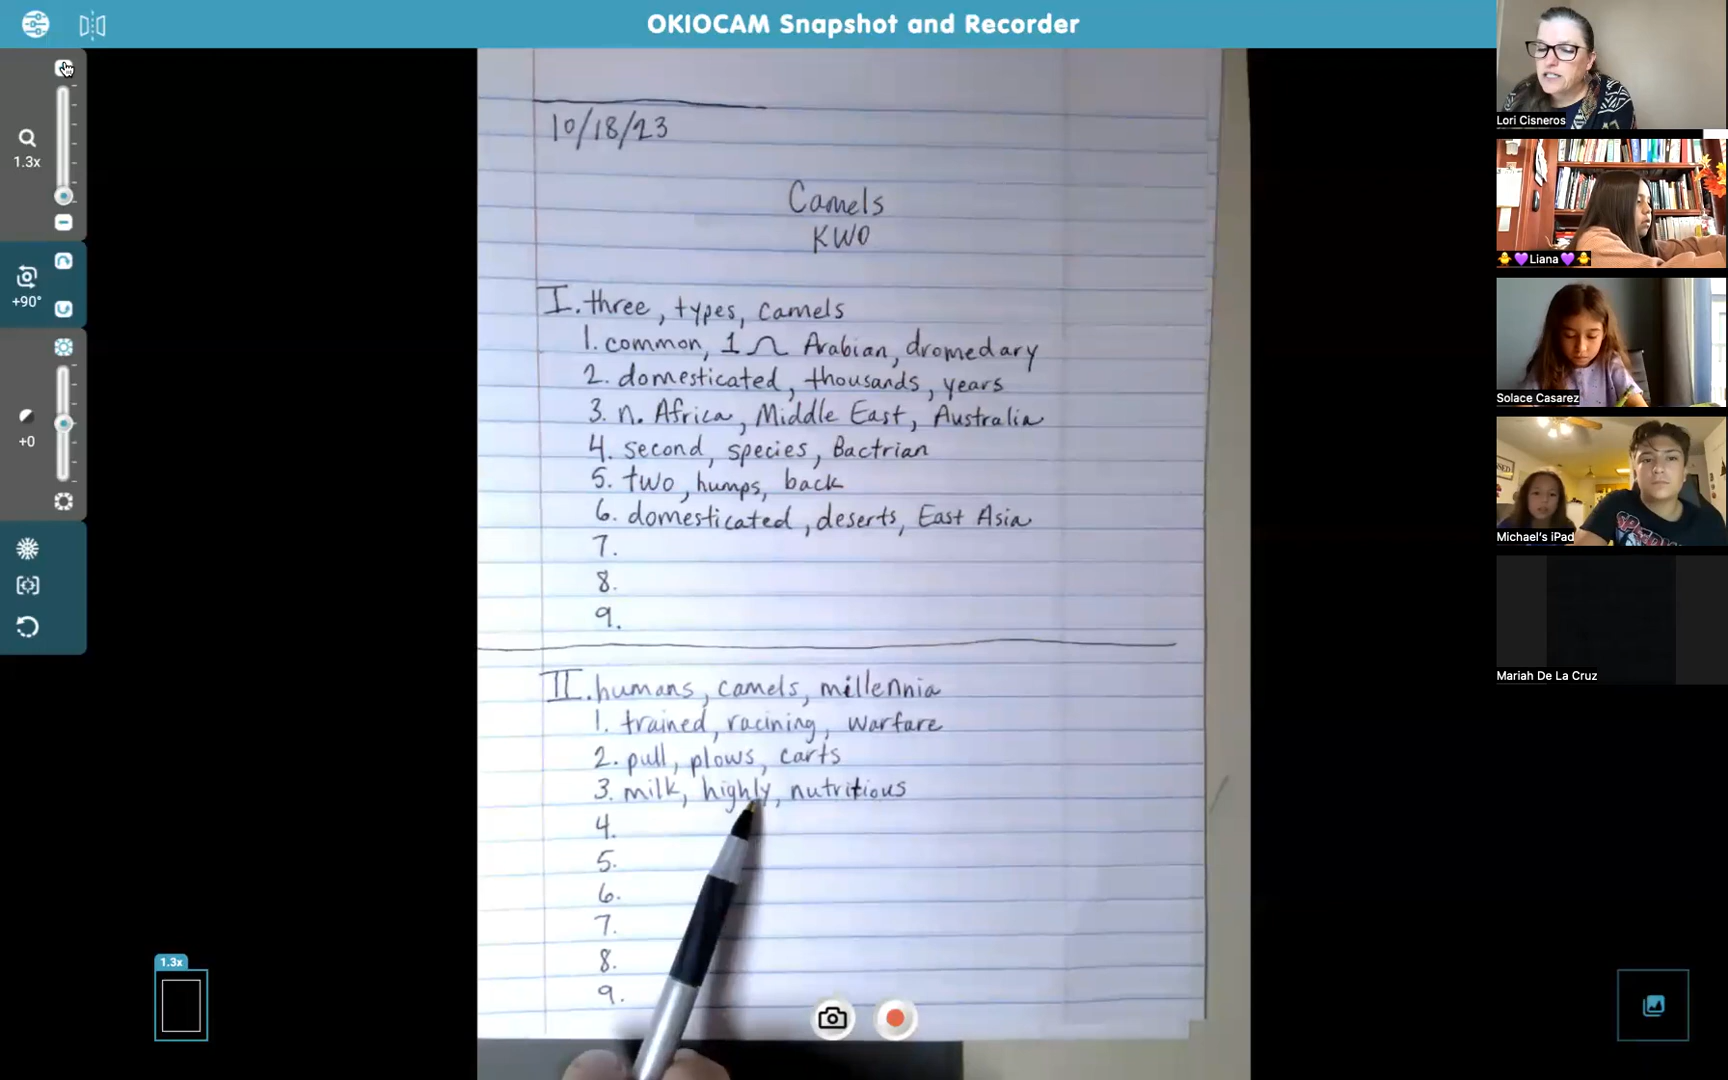 OKIOCAM Snapshot and Recorder
1.3x
+90°
+0
10/18/23
Camels
KWO
I. three, types, camels
1. common, 1 Arabian, dromedary
2. domesticated, thousands, years
3. n. Africa, Middle East, Australia
4. second, species, Bactrian
5. two, humps, back
6. domesticated, deserts, East Asia
7.
8.
9.
II. humans, camels, millennia
1. trained, racining, warfare
2. pull, plows, carts
3. milk, highly, nutritious
4.
5.
6.
7.
8.
9.
1.3x
Lori Cisneros
Liana
Solace Casarez
Michael's iPad
Mariah De La Cruz